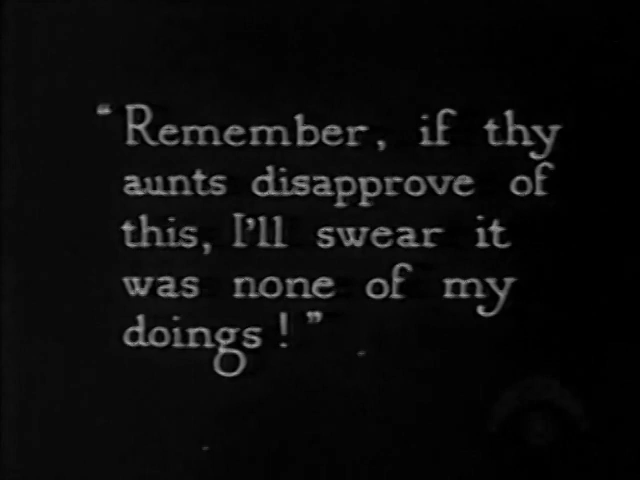 “Remember, if thy
aunts disapprove of
this, I'll swear it
was none of my
doings!”